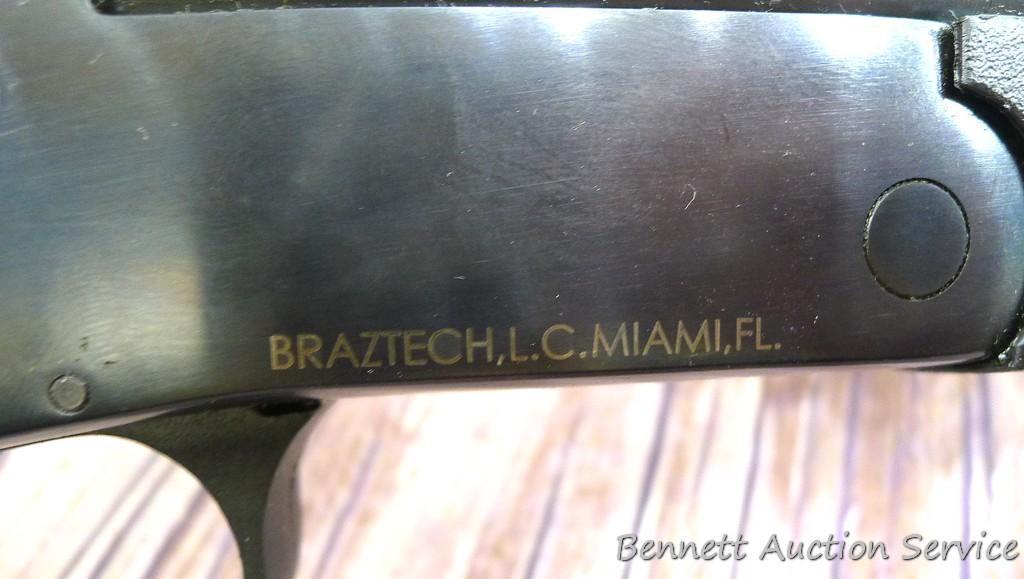 BRAZTECH,L.C.MIAMI,FL.
Bennett Auction Service